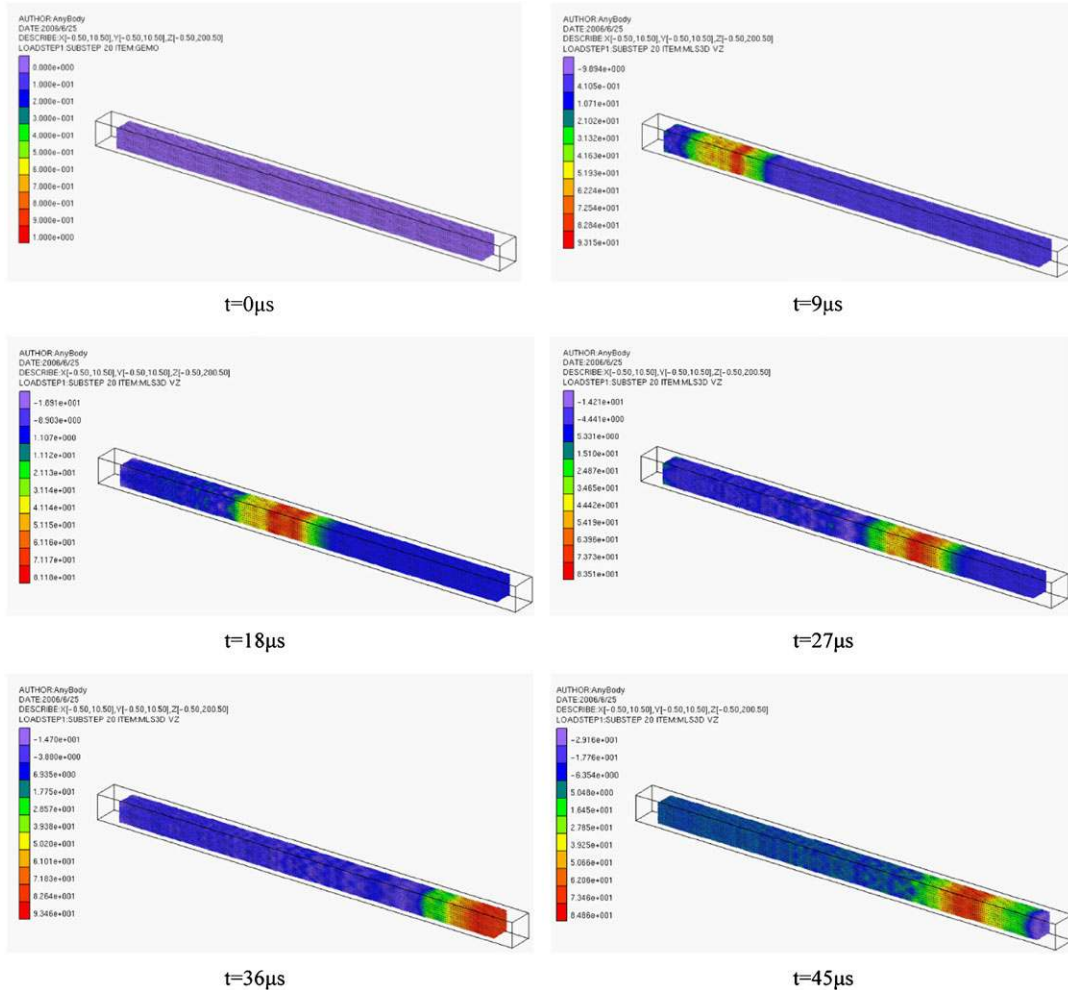 AUTHOR:AnyBody
DATE:2006/6/25
DESCRIBE:X[-0.50,10.50],Y[-0.50,10.50],Z[-0.50,200.50]
LOADSTEP1:SUBSTEP 20 ITEM:GEMO
0.000e+000
1.000e-001
2.000e-001
3.000e-001
4.000e-001
5.000e-001
6.000e-001
7.000e-001
8.000e-001
9.000e-001
1.000e+000
t=0μs
AUTHOR:AnyBody
DATE:2006/6/25
DESCRIBE:X[-0.50,10.50],Y[-0.50,10.50],Z[-0.50,200.50]
LOADSTEP1:SUBSTEP 20 ITEM:MLS3D VZ
-9.894e+000
4.105e-001
1.071e+001
2.102e+001
3.132e+001
4.163e+001
5.193e+001
6.224e+001
7.254e+001
8.284e+001
9.315e+001
t=9μs
AUTHOR:AnyBody
DATE:2006/6/25
DESCRIBE:X[-0.50,10.50],Y[-0.50,10.50],Z[-0.50,200.50]
LOADSTEP1:SUBSTEP 20 ITEM:MLS3D VZ
-1.891e+001
-8.903e+000
1.107e+000
1.112e+001
2.113e+001
3.114e+001
4.114e+001
5.115e+001
6.116e+001
7.117e+001
8.118e+001
t=18μs
AUTHOR:AnyBody
DATE:2006/6/25
DESCRIBE:X[-0.50,10.50],Y[-0.50,10.50],Z[-0.50,200.50]
LOADSTEP1:SUBSTEP 20 ITEM:MLS3D VZ
-1.421e+001
-4.441e+000
5.331e+000
1.510e+001
2.487e+001
3.465e+001
4.442e+001
5.419e+001
6.396e+001
7.373e+001
8.351e+001
t=27μs
AUTHOR:AnyBody
DATE:2006/6/25
DESCRIBE:X[-0.50,10.50],Y[-0.50,10.50],Z[-0.50,200.50]
LOADSTEP1:SUBSTEP 20 ITEM:MLS3D VZ
-1.470e+001
-3.880e+000
6.935e+000
1.775e+001
2.857e+001
3.938e+001
5.020e+001
6.101e+001
7.183e+001
8.264e+001
9.346e+001
t=36μs
AUTHOR:AnyBody
DATE:2006/6/25
DESCRIBE:X[-0.50,10.50],Y[-0.50,10.50],Z[-0.50,200.50]
LOADSTEP1:SUBSTEP 20 ITEM:MLS3D VZ
-2.916e+001
-1.776e+001
-6.354e+000
5.048e+000
1.645e+001
2.785e+001
3.925e+001
5.066e+001
6.206e+001
7.346e+001
8.486e+001
t=45μs